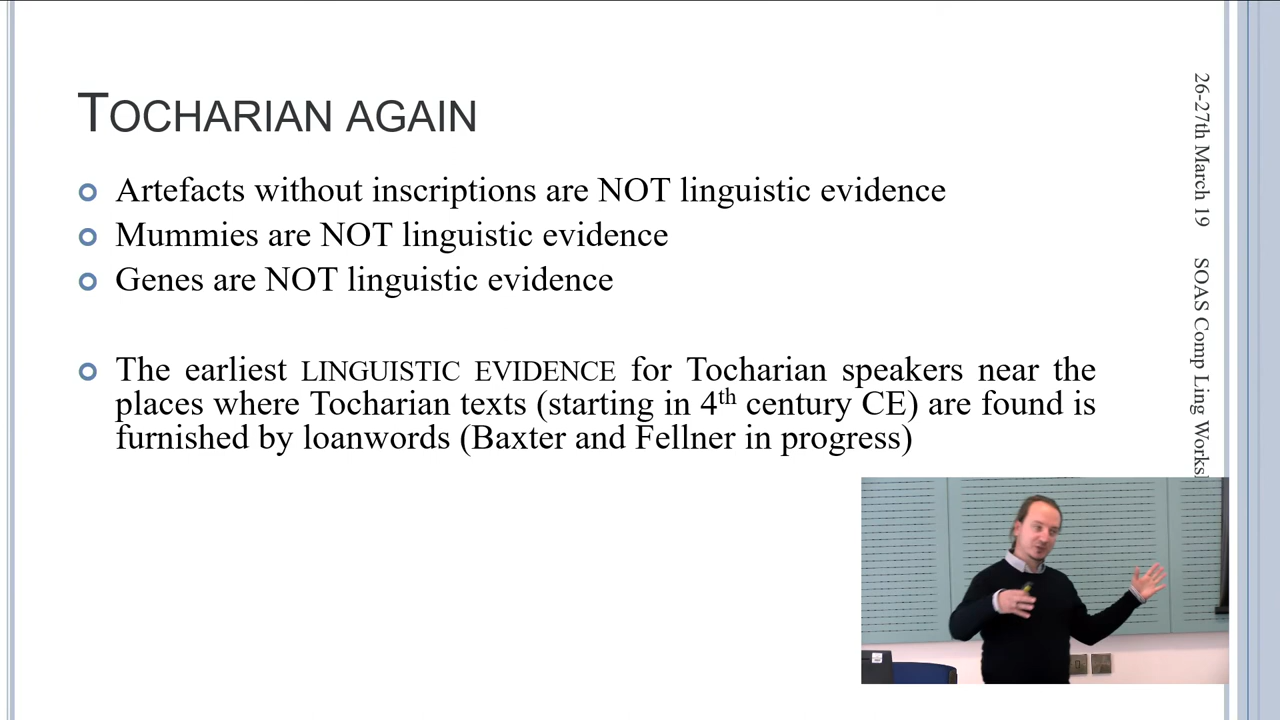 TOCHARIAN AGAIN
Artefacts without inscriptions are NOT linguistic evidence
Mummies are NOT linguistic evidence
Genes are NOT linguistic evidence
The earliest LINGUISTIC EVIDENCE for Tocharian speakers near the
places where Tocharian texts (starting in 4th century CE) are found is
furnished by loanwords (Baxter and Fellner in progress)
26-27th March 19 SOAS Comp Ling